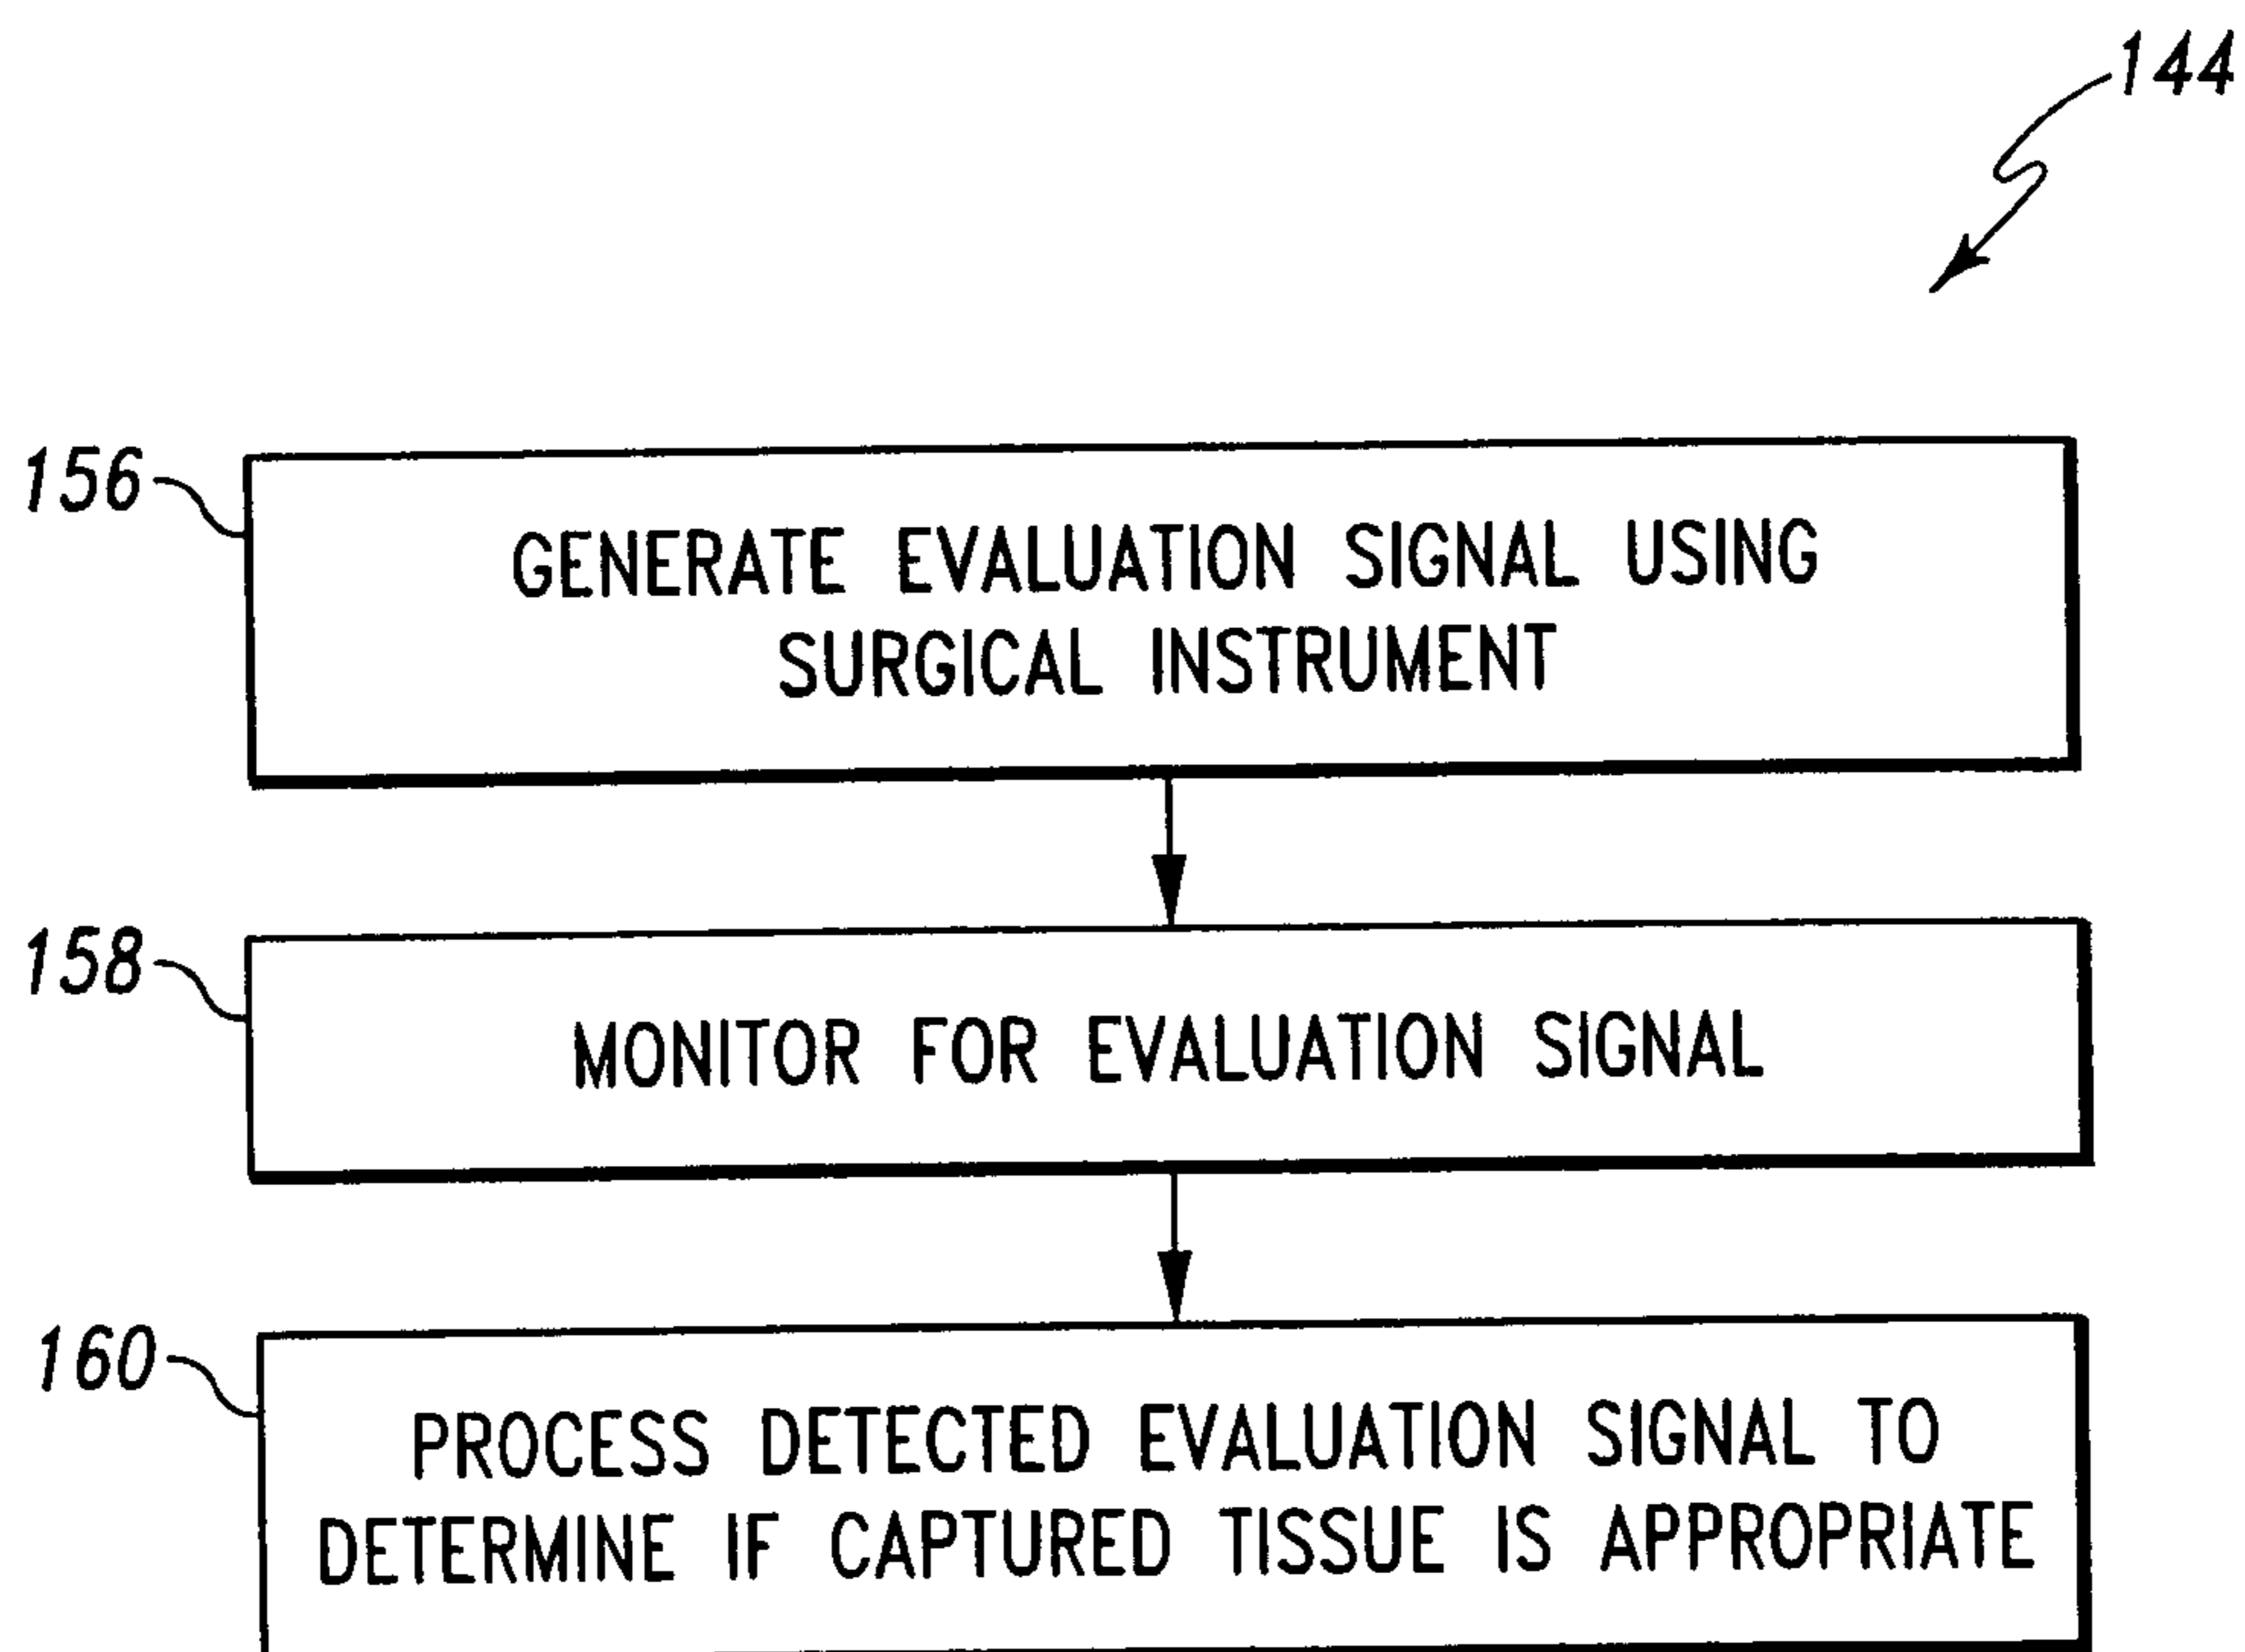 144
156
GENERATE EVALUATION SIGNAL USING
SURGICAL INSTRUMENT
158
MONITOR FOR EVALUATION SIGNAL
160
PROCESS DETECTED EVALUATION SIGNAL TO
DETERMINE IF CAPTURED TISSUE IS APPROPRIATE